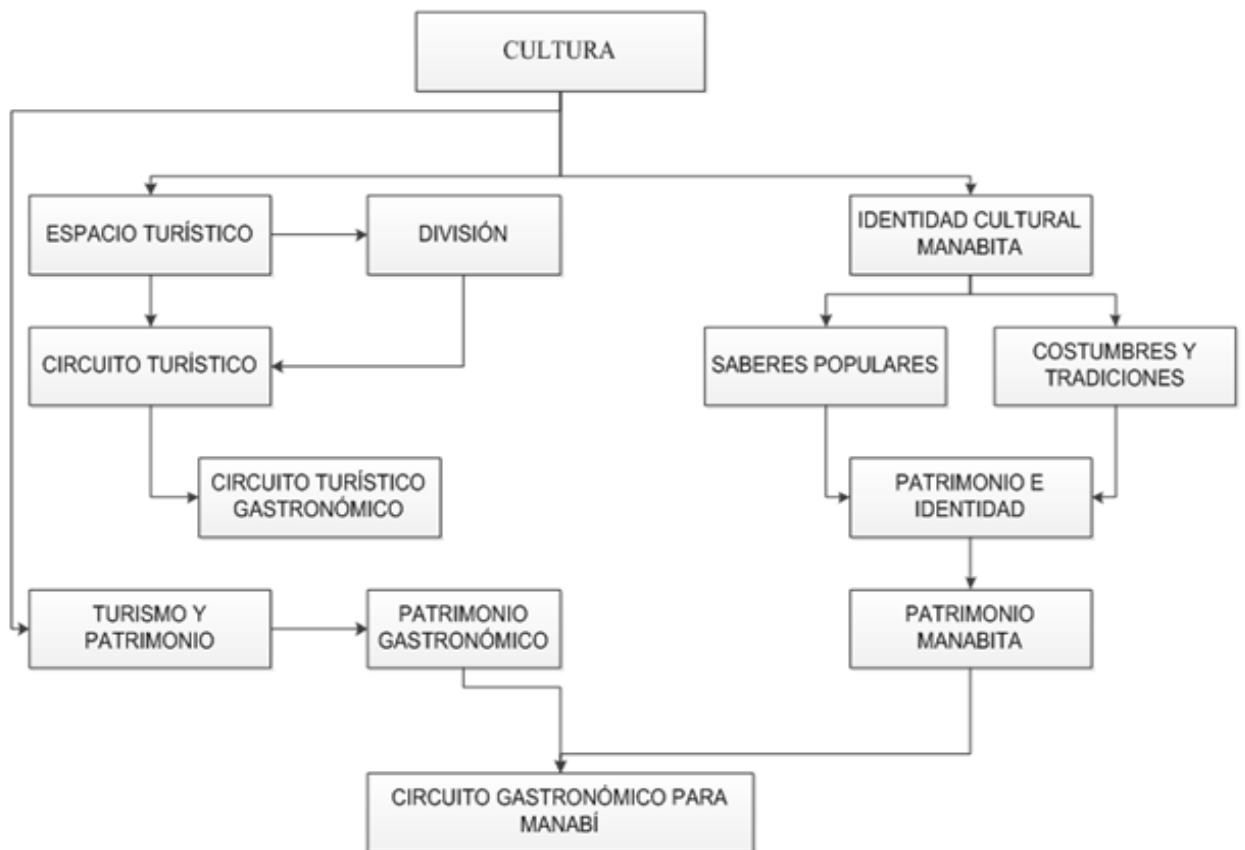 CULTURA
ESPACIO TURÍSTICO
DIVISIÓN
IDENTIDAD CULTURAL
MANABITA
CIRCUITO TURÍSTICO
SABERES POPULARES
COSTUMBRES Y
TRADICIONES
CIRCUITO TURÍSTICO
GASTRONÓMICO
PATRIMONIO E
IDENTIDAD
TURISMO Y
PATRIMONIO
PATRIMONIO
GASTRONÓMICO
PATRIMONIO
MANABITA
CIRCUITO GASTRONÓMICO PARA
MANABÍ